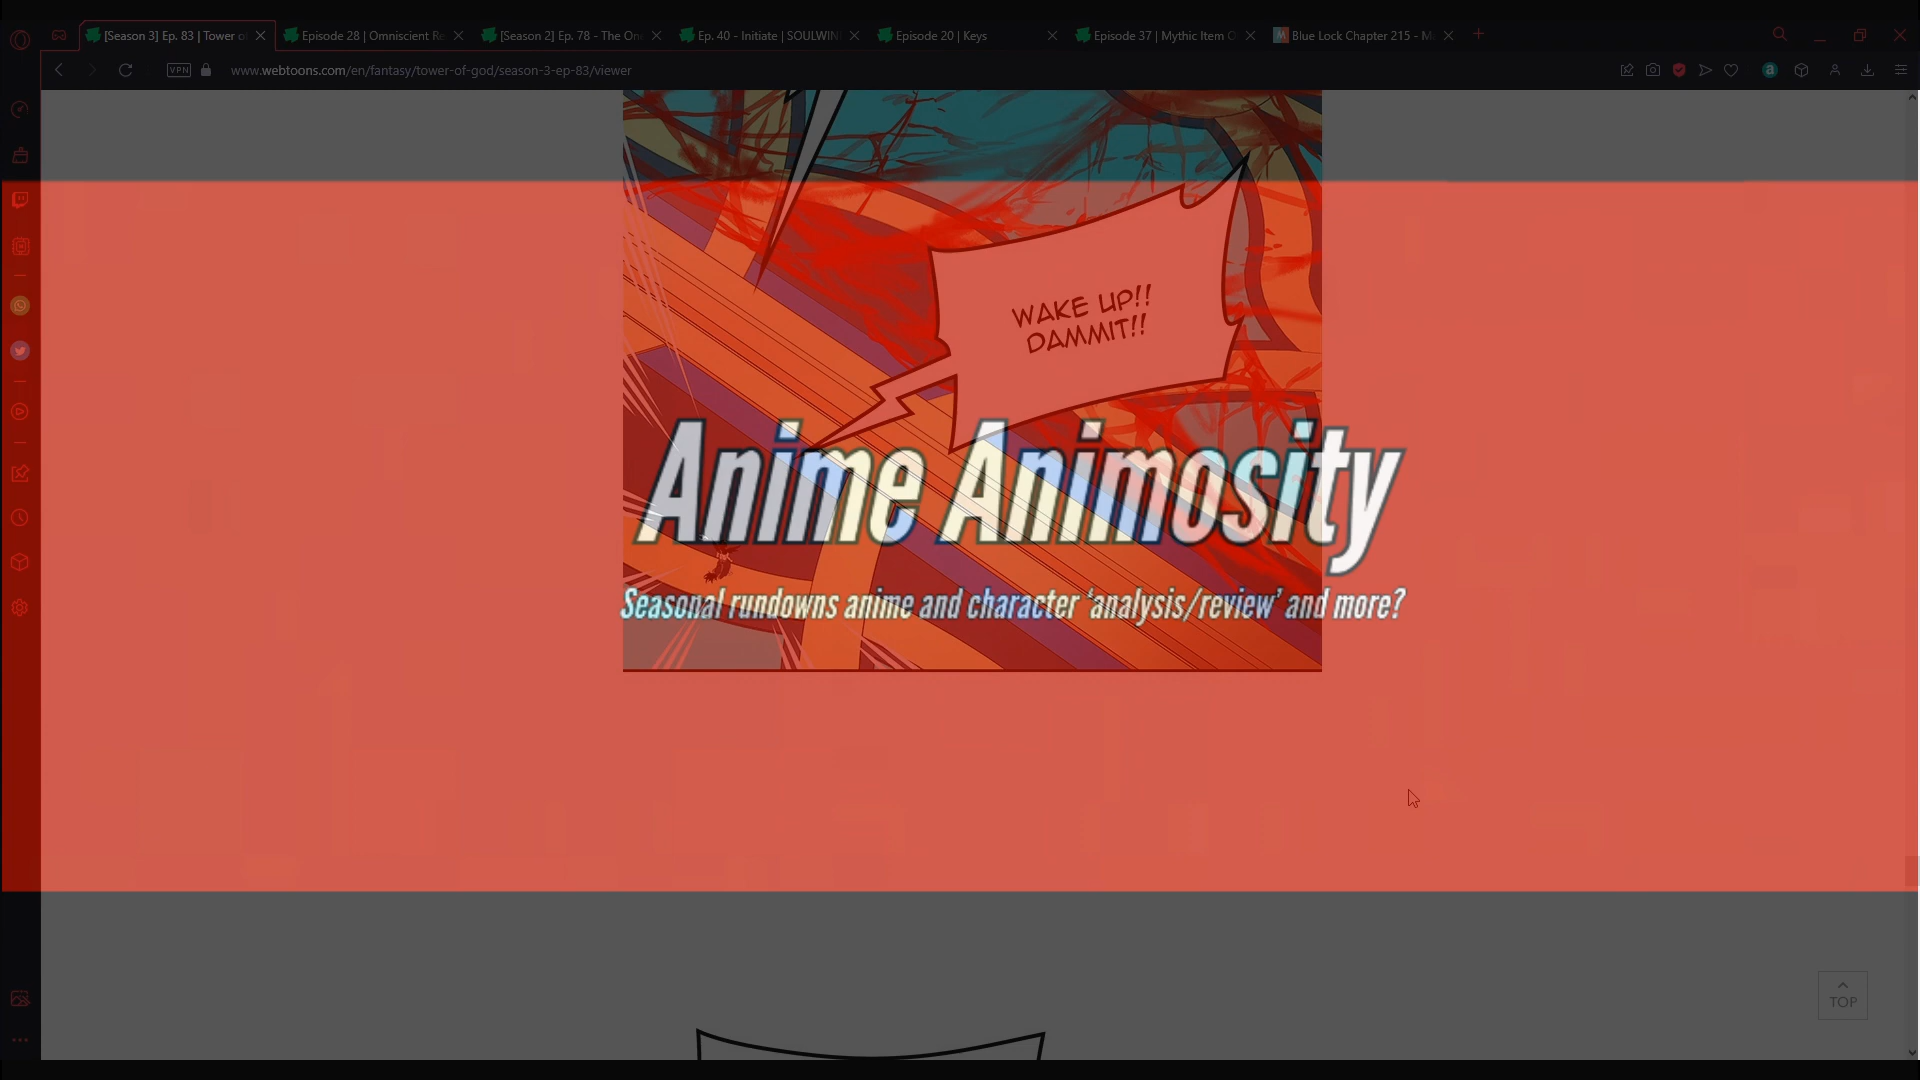 [Season 3] Ep. 83 | Tower of
Episode 28 | Omniscient Re
[Season 2] Ep. 78 - The On
Ep. 40 - Initiate | SOULWIN
Episode 20 | Keys
Episode 37 | Mythic Item O
Blue Lock Chapter 215 - M
VPN
www.webtoons.com/en/fantasy/tower-of-god/season-3-ep-83/viewer
WAKE UP!!
DAMMIT!!
Anime Animosity
Seasonal rundowns anime and character ‘analysis/review’ and more?
TOP